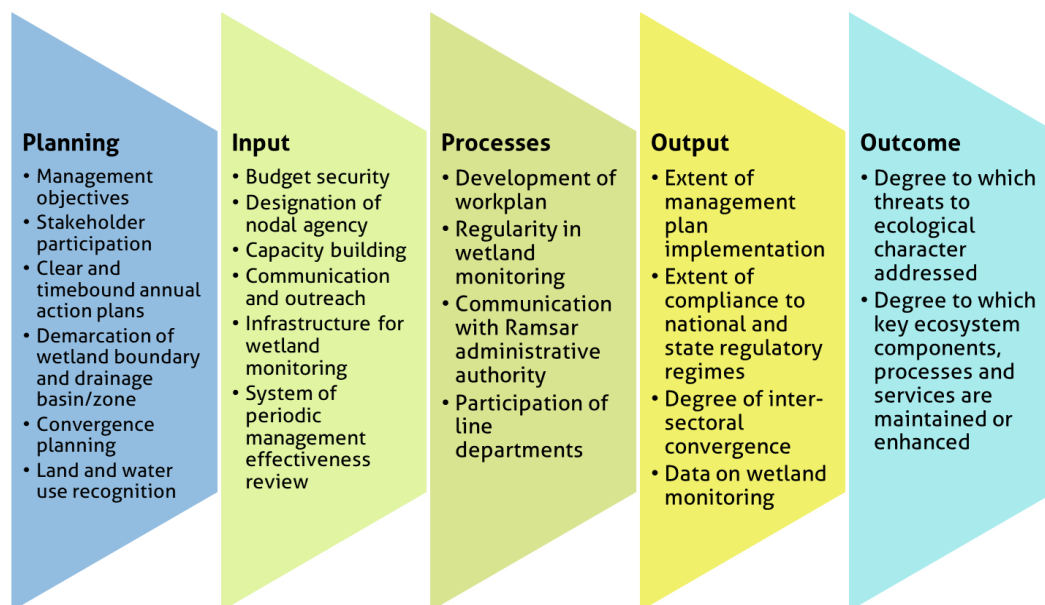 Planning
• Management
objectives
• Stakeholder
participation
• Clear and
timebound annual
action plans
• Demarcation of
wetland boundary
and drainage
basin/zone
• Convergence
planning
• Land and water
use recognition
Input
• Budget security
• Designation of
nodal agency
• Capacity building
• Communication
and outreach
• Infrastructure for
wetland
monitoring
• System of
periodic
management
effectiveness
review
Processes
• Development of
workplan
• Regularity in
wetland
monitoring
• Communication
with Ramsar
administrative
authority
• Participation of
line
departments
Output
• Extent of
management
plan
implementation
• Extent of
compliance to
national and
state regulatory
regimes
• Degree of inter-
sectoral
convergence
• Data on wetland
monitoring
Outcome
• Degree to which
threats to
ecological
character
addressed
• Degree to which
key ecosystem
components,
processes and
services are
maintained or
enhanced